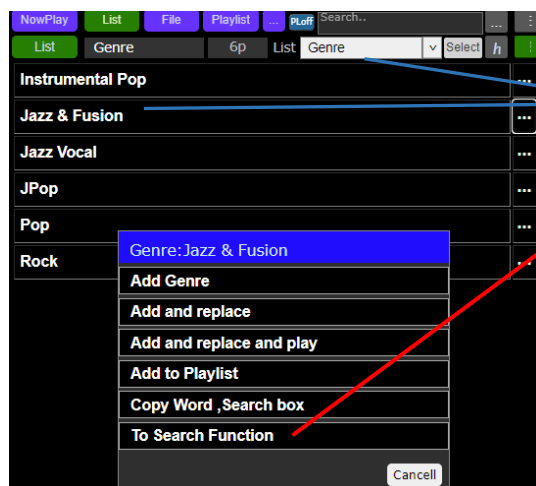 NowPlay List File Playlist ... PLoff Search.. ... ⋮
List Genre 6p List Genre v Select h ⋮
Instrumental Pop ...
Jazz & Fusion ...
Jazz Vocal ...
JPop ...
Pop ...
Rock ...
Genre:Jazz & Fusion
Add Genre
Add and replace
Add and replace and play
Add to Playlist
Copy Word ,Search box
To Search Function
Cancell